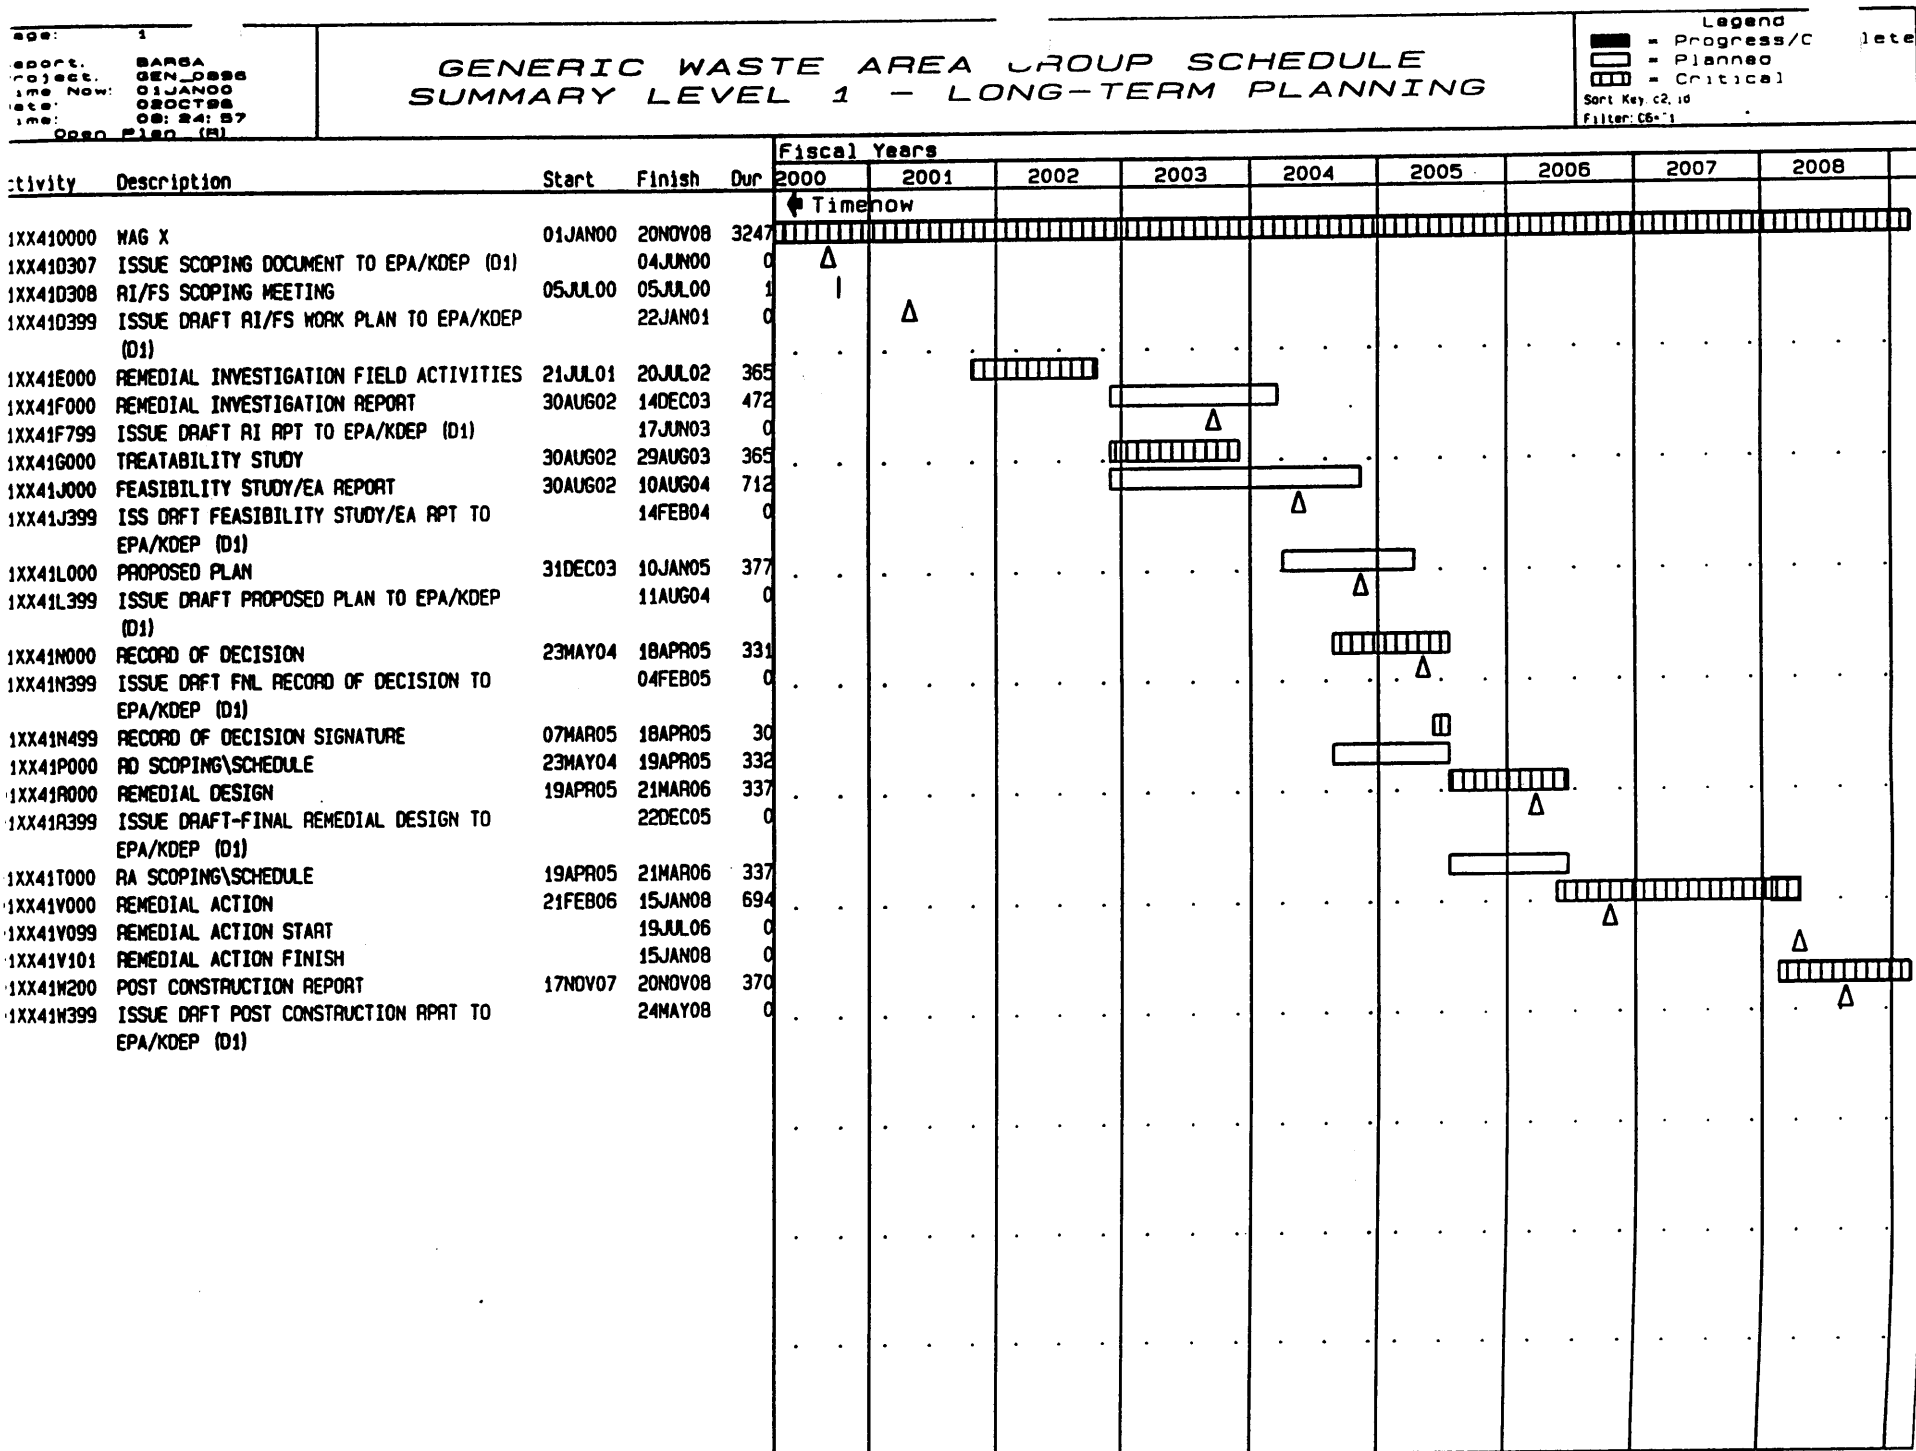 age: 1
eport. BARGA
roject. GEN_0896
ime Now: 01JAN00
ate: 02OCT96
ime: 08:24:57
Open Plan (R)
GENERIC WASTE AREA GROUP SCHEDULE
SUMMARY LEVEL 1 - LONG-TERM PLANNING
Legend
= Progress/C lete
= Planned
= Critical
Sort Key: c2, id
Fiscal Years
ctivity Description Start Finish Dur 2000 2001 2002 2003 2004 2005 2006 2007 2008
Timenow
1XX410000 WAG X 01JAN00 20NOV08 3247
1XX41D307 ISSUE SCOPING DOCUMENT TO EPA/KDEP (D1) 04JUN00 0
1XX41D308 RI/FS SCOPING MEETING 05JUL00 05JUL00 1
1XX41D399 ISSUE DRAFT RI/FS WORK PLAN TO EPA/KDEP 22JAN01 0
(D1)
1XX41E000 REMEDIAL INVESTIGATION FIELD ACTIVITIES 21JUL01 20JUL02 365
1XX41F000 REMEDIAL INVESTIGATION REPORT 30AUG02 14DEC03 472
1XX41F799 ISSUE DRAFT RI RPT TO EPA/KDEP (D1) 17JUN03 0
1XX41G000 TREATABILITY STUDY 30AUG02 29AUG03 365
1XX41J000 FEASIBILITY STUDY/EA REPORT 30AUG02 10AUG04 712
1XX41J399 ISS DRFT FEASIBILITY STUDY/EA RPT TO 14FEB04 0
EPA/KDEP (D1)
1XX41L000 PROPOSED PLAN 31DEC03 10JAN05 377
1XX41L399 ISSUE DRAFT PROPOSED PLAN TO EPA/KDEP 11AUG04 0
(D1)
1XX41N000 RECORD OF DECISION 23MAY04 18APR05 331
1XX41N399 ISSUE DRFT FNL RECORD OF DECISION TO 04FEB05 0
EPA/KDEP (D1)
1XX41N499 RECORD OF DECISION SIGNATURE 07MAR05 18APR05 30
1XX41P000 RD SCOPING\SCHEDULE 23MAY04 19APR05 332
1XX41R000 REMEDIAL DESIGN 19APR05 21MAR06 337
1XX41R399 ISSUE DRAFT-FINAL REMEDIAL DESIGN TO 22DEC05 0
EPA/KDEP (D1)
1XX41T000 RA SCOPING\SCHEDULE 19APR05 21MAR06 337
1XX41V000 REMEDIAL ACTION 21FEB06 15JAN08 694
1XX41V099 REMEDIAL ACTION START 19JUL06 0
1XX41V101 REMEDIAL ACTION FINISH 15JAN08 0
1XX41W200 POST CONSTRUCTION REPORT 17NOV07 20NOV08 370
1XX41W399 ISSUE DRFT POST CONSTRUCTION RPRT TO 24MAY08 0
EPA/KDEP (D1)